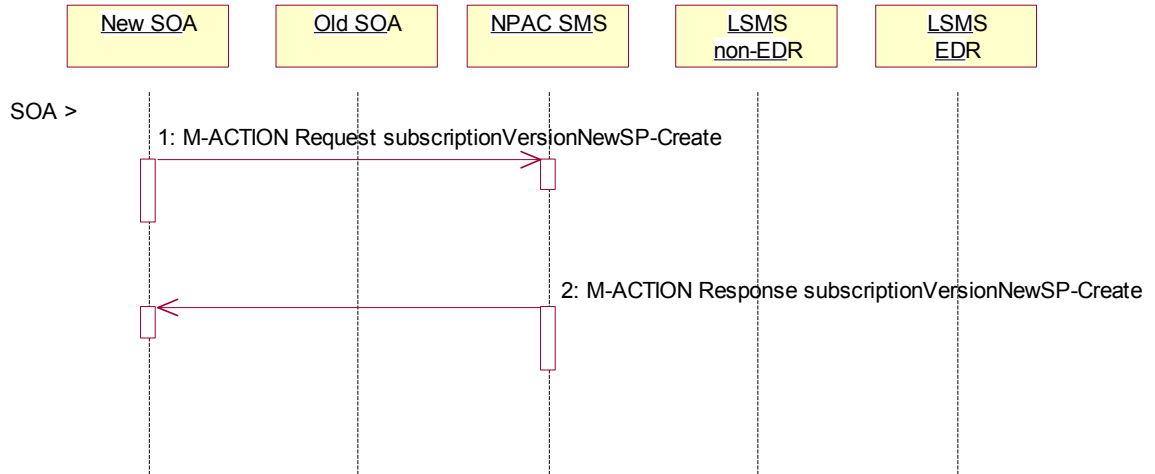 New SOA
Old SOA
NPAC SMS
LSMS
non-EDR
LSMS
EDR
SOA >
1: M-ACTION Request subscriptionVersionNewSP-Create
2: M-ACTION Response subscriptionVersionNewSP-Create